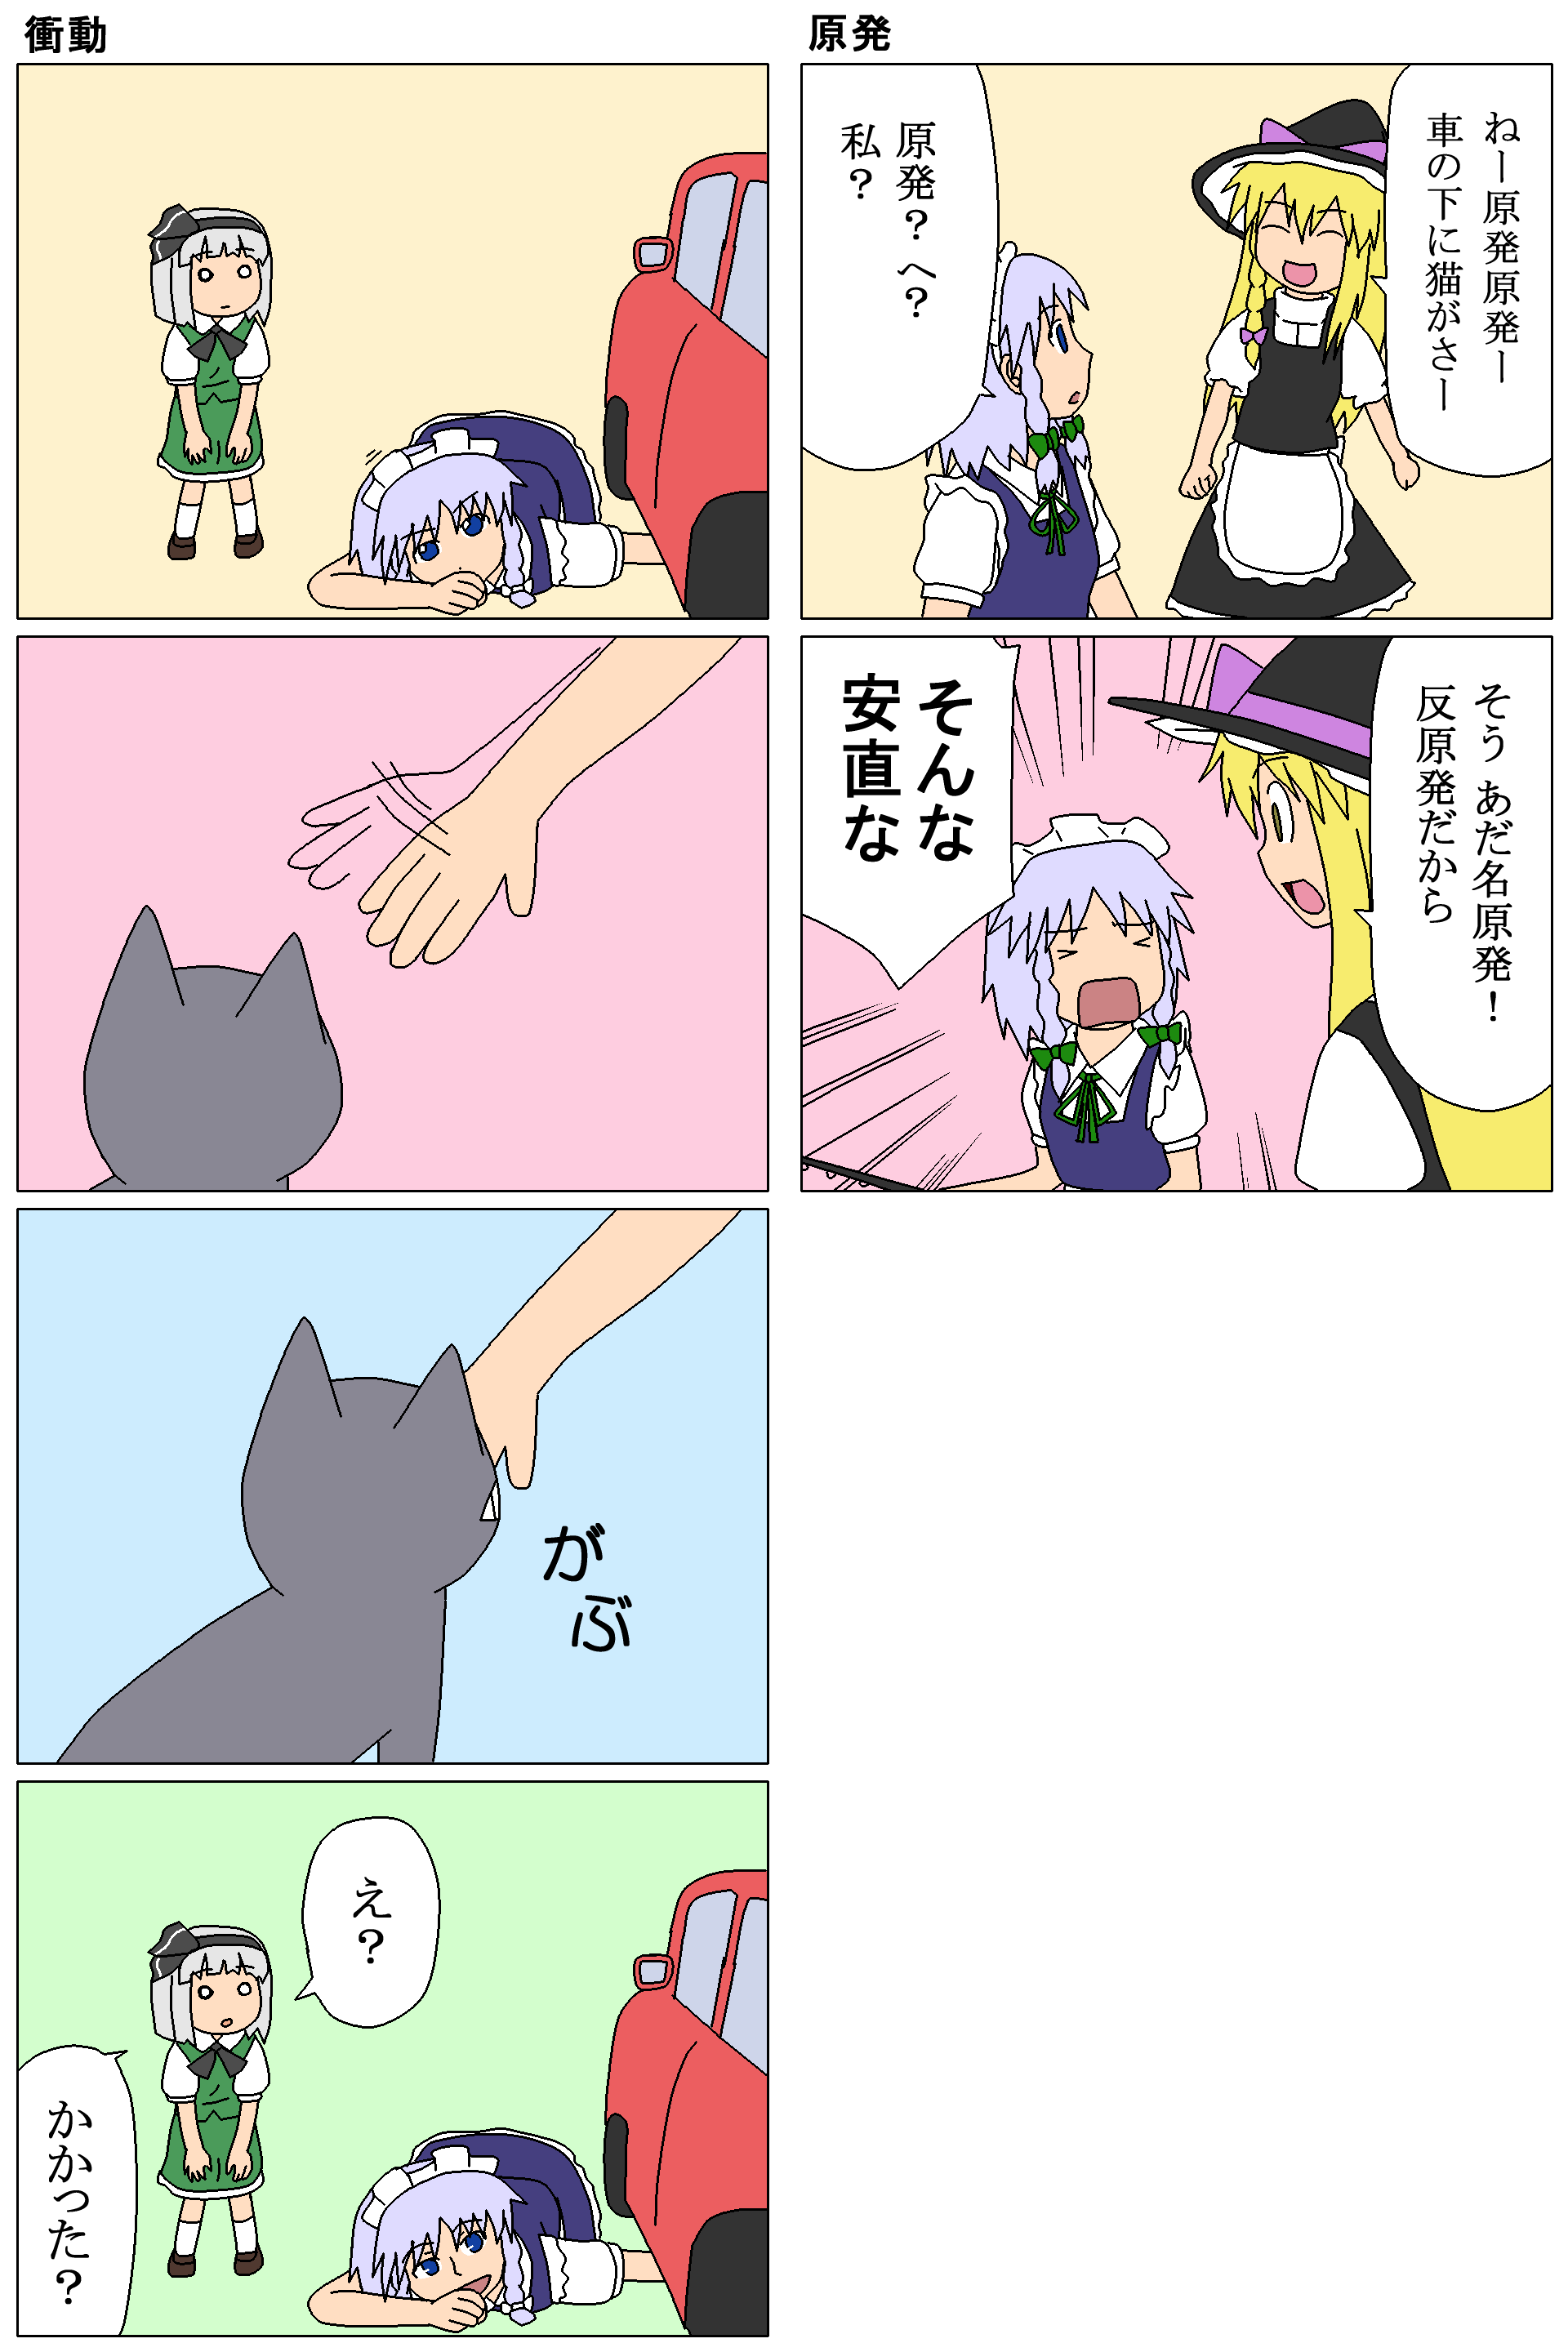 原発
ねー原発原発ー
車の下に猫がさー
原発？へ？
私？
そう あだ名原発！
反原発だから
そんな
安直な
衝動
がぶ
え？
かかった？